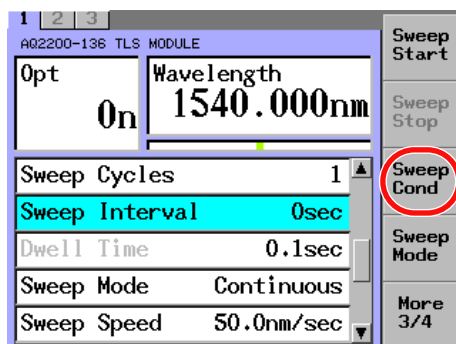 1 2 3
AQ2200-136 TLS MODULE
Opt
On
Wavelength
1540.000nm
Sweep Cycles 1
Sweep Interval 0sec
Dwell Time 0.1sec
Sweep Mode Continuous
Sweep Speed 50.0nm/sec
Sweep
Start
Sweep
Stop
Sweep
Cond
Sweep
Mode
More
3/4